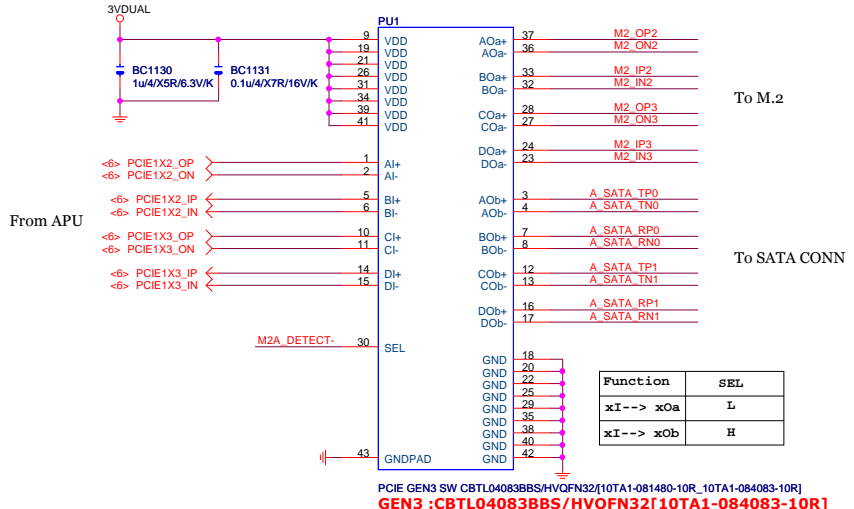 3VDUAL
PU1
9 VDD AOa+ 37 M2_OP2
19 VDD AOa- 36 M2_ON2
21 VDD
26 VDD BOa+ 33 M2_IP2
31 VDD BOa- 32 M2_IN2
34 VDD
39 VDD COa+ 28 M2_OP3
41 VDD COa- 27 M2_ON3
BC1130
1u/4/X5R/6.3V/K
BC1131
0.1u/4/X7R/16V/K
To M.2
DOa+ 24 M2_IP3
DOa- 23 M2_IN3
<6> PCIE1X2_OP 1 AI+
<6> PCIE1X2_ON 2 AI-
<6> PCIE1X2_IP 5 BI+ AOb+ 3 A_SATA_TP0
<6> PCIE1X2_IN 6 BI- AOb- 4 A_SATA_TN0
From APU
<6> PCIE1X3_OP 10 CI+ BOb+ 7 A_SATA_RP0
<6> PCIE1X3_ON 11 CI- BOb- 8 A_SATA_RN0
To SATA CONN
<6> PCIE1X3_IP 14 DI+ COb+ 12 A_SATA_TP1
<6> PCIE1X3_IN 15 DI- COb- 13 A_SATA_TN1
DOb+ 16 A_SATA_RP1
DOb- 17 A_SATA_RN1
M2A_DETECT- 30 SEL
GND 18
GND 20
GND 22
GND 25
GND 29
GND 35
GND 38
GND 40
GND 42
Function SEL
xI--> xOa L
xI--> xOb H
43 GNDPAD
PCIE GEN3 SW CBTL04083BBS/HVQFN32/[10TA1-081480-10R_10TA1-084083-10R]
GEN3 :CBTL04083BBS/HVQFN32[10TA1-084083-10R]